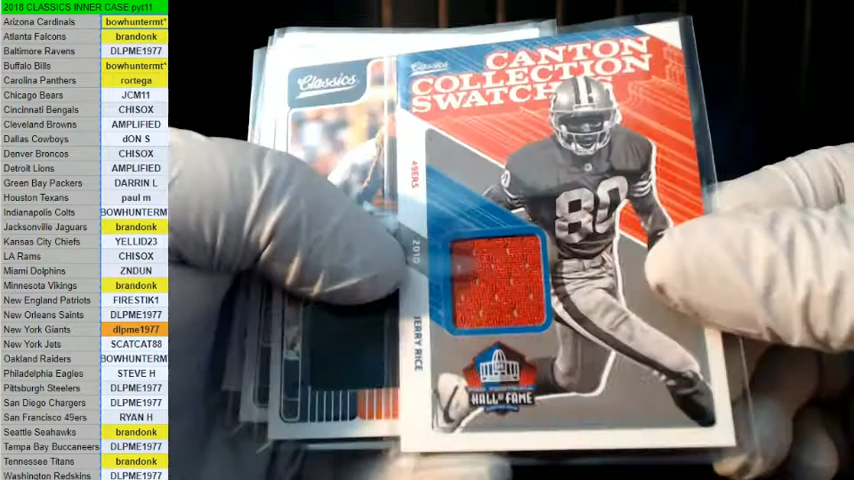 2018 CLASSICS INNER CASE pyt11
Arizona Cardinals bowhuntermt*
Atlanta Falcons brandonk
Baltimore Ravens DLPME1977
Buffalo Bills bowhuntermt*
Carolina Panthers rortega
Chicago Bears JCM11
Cincinnati Bengals CHISOX
Cleveland Browns AMPLIFIED
Dallas Cowboys dON S
Denver Broncos CHISOX
Detroit Lions AMPLIFIED
Green Bay Packers DARRIN L
Houston Texans paul m
Indianapolis Colts BOWHUNTERM
Jacksonville Jaguars brandonk
Kansas City Chiefs YELLID23
LA Rams CHISOX
Miami Dolphins ZNDUN
Minnesota Vikings brandonk
New England Patriots FIRESTIK1
New Orleans Saints DLPME1977
New York Giants dlpme1977
New York Jets SCATCAT88
Oakland Raiders BOWHUNTERM
Philadelphia Eagles STEVE H
Pittsburgh Steelers DLPME1977
San Diego Chargers DLPME1977
San Francisco 49ers RYAN H
Seattle Seahawks brandonk
Tampa Bay Buccaneers DLPME1977
Tennessee Titans brandonk
Washington Redskins DLPME1977
Classics
Classics
CANTON
COLLECTION
SWATCHES
49ERS
2010
JERRY RICE
80
HALL OF FAME